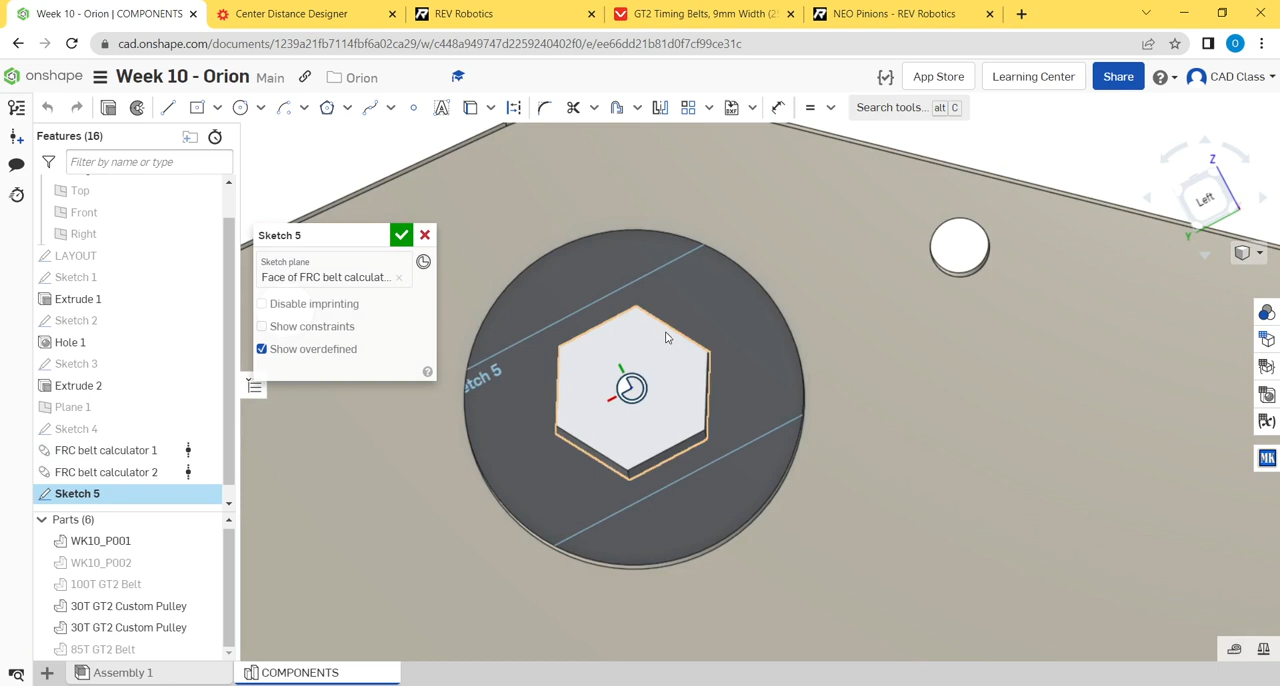 Week 10 - Orion | COMPONENTS
Center Distance Designer
REV Robotics
GT2 Timing Belts, 9mm Width (2
NEO Pinions - REV Robotics
cad.onshape.com/documents/1239a21fb7114fbf6a02ca29/w/c448a949747d3259240402f0/e/ee66dd21b81d0f7cf99ce31c
O
onshape
Week 10 - Orion
Main
Orion
App Store
Learning Center
Share
CAD Class
Search tools... alt C
Features (16)
Filter by name or type
Top
Front
Right
LAYOUT
Sketch 1
Extrude 1
Sketch 2
Hole 1
Sketch 3
Extrude 2
Plane 1
Sketch 4
FRC belt calculator 1
FRC belt calculator 2
Sketch 5
Parts (6)
WK10_P001
WK10_P002
100T GT2 Belt
30T GT2 Custom Pulley
30T GT2 Custom Pulley
85T GT2 Belt
Sketch 5
Sketch plane
Face of FRC belt calculat...
Disable imprinting
Show constraints
Show overdefined
etch 5
Z
Left
Y
(x)
MK
Assembly 1
COMPONENTS